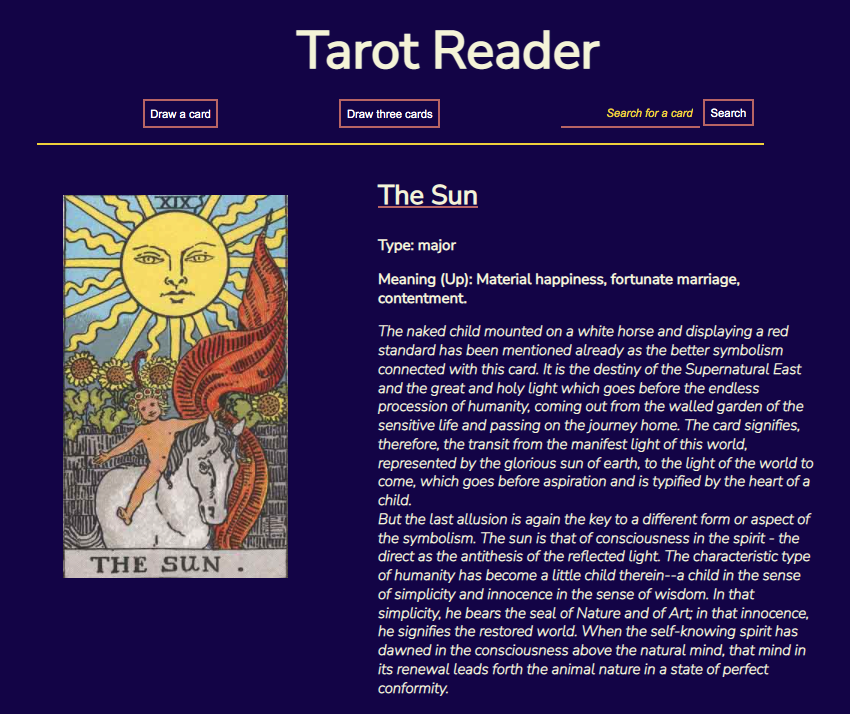 Tarot Reader
Draw a card
Draw three cards
Search for a card
Search
XIX
THE SUN .
The Sun
Type: major
Meaning (Up): Material happiness, fortunate marriage,
contentment.
The naked child mounted on a white horse and displaying a red
standard has been mentioned already as the better symbolism
connected with this card. It is the destiny of the Supernatural East
and the great and holy light which goes before the endless
procession of humanity, coming out from the walled garden of the
sensitive life and passing on the journey home. The card signifies,
therefore, the transit from the manifest light of this world,
represented by the glorious sun of earth, to the light of the world to
come, which goes before aspiration and is typified by the heart of a
child.
But the last allusion is again the key to a different form or aspect of
the symbolism. The sun is that of consciousness in the spirit - the
direct as the antithesis of the reflected light. The characteristic type
of humanity has become a little child therein--a child in the sense
of simplicity and innocence in the sense of wisdom. In that
simplicity, he bears the seal of Nature and of Art; in that innocence,
he signifies the restored world. When the self-knowing spirit has
dawned in the consciousness above the natural mind, that mind in
its renewal leads forth the animal nature in a state of perfect
conformity.